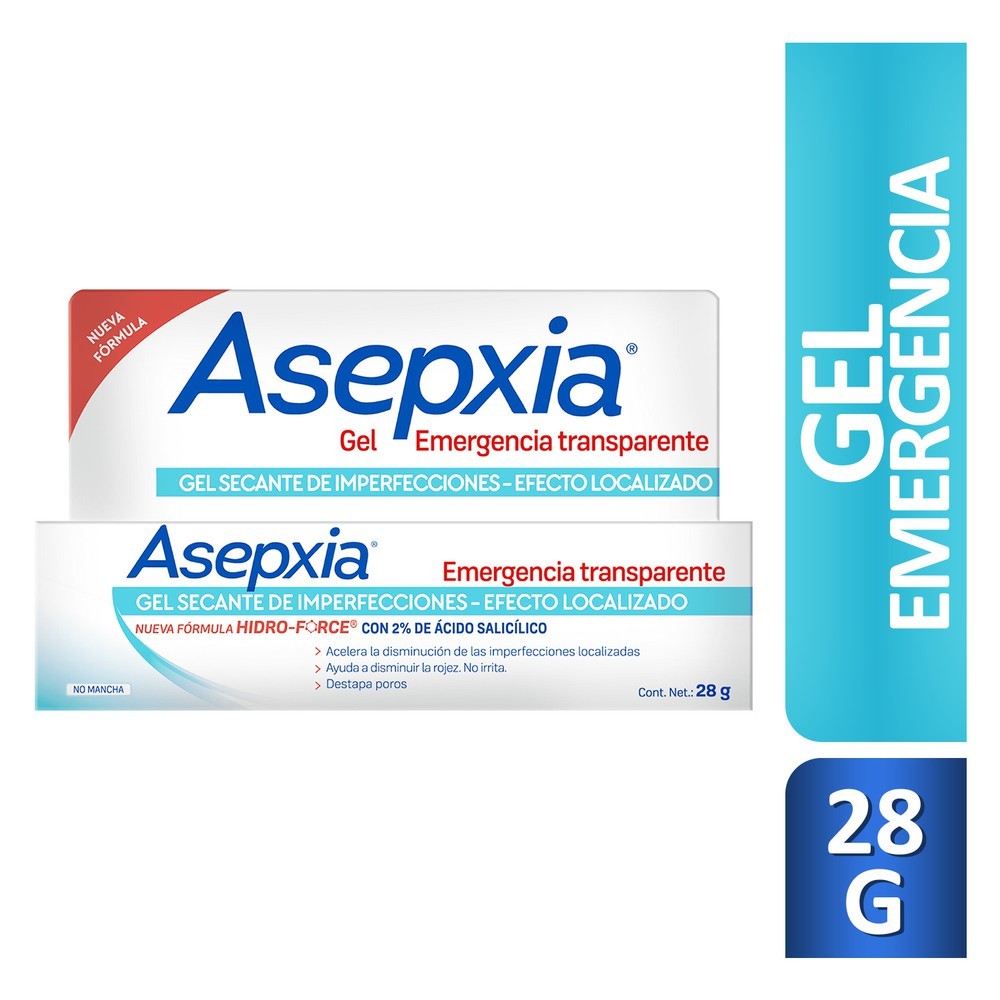 NUEVA
FÓRMULA
Asepxia®
Gel Emergencia transparente
GEL SECANTE DE IMPERFECCIONES - EFECTO LOCALIZADO
Asepxia®
Emergencia transparente
GEL SECANTE DE IMPERFECCIONES - EFECTO LOCALIZADO
NUEVA FÓRMULA HIDRO-FORCE® CON 2% DE ÁCIDO SALICÍLICO
> Acelera la disminución de las imperfecciones localizadas
> Ayuda a disminuir la rojez. No irrita.
> Destapa poros
NO MANCHA
Cont. Net.: 28 g
GEL
EMERGENCIA
28
G